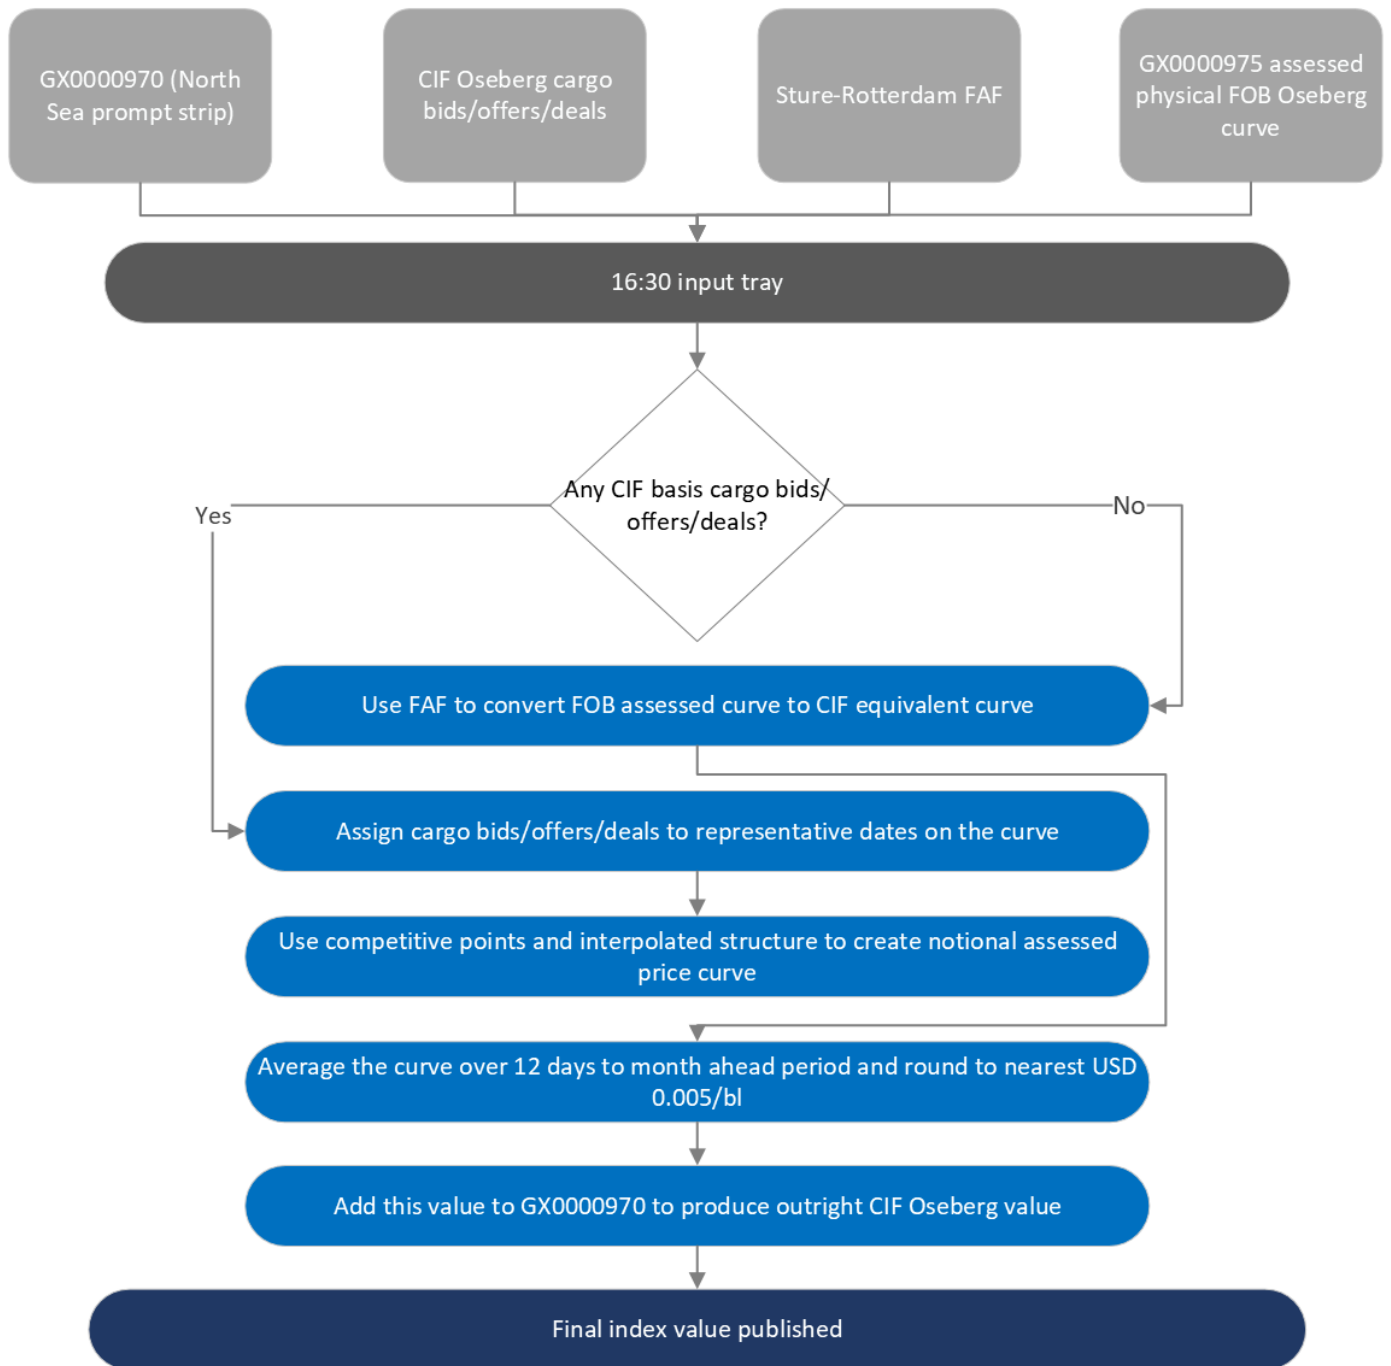 GX0000970 (North
Sea prompt strip)
CIF Oseberg cargo
bids/offers/deals
Sture-Rotterdam FAF
GX0000975 assessed
physical FOB Oseberg
curve
16:30 input tray
Any CIF basis cargo bids/
offers/deals?
Yes
No
Use FAF to convert FOB assessed curve to CIF equivalent curve
Assign cargo bids/offers/deals to representative dates on the curve
Use competitive points and interpolated structure to create notional assessed
price curve
Average the curve over 12 days to month ahead period and round to nearest USD
0.005/bl
Add this value to GX0000970 to produce outright CIF Oseberg value
Final index value published